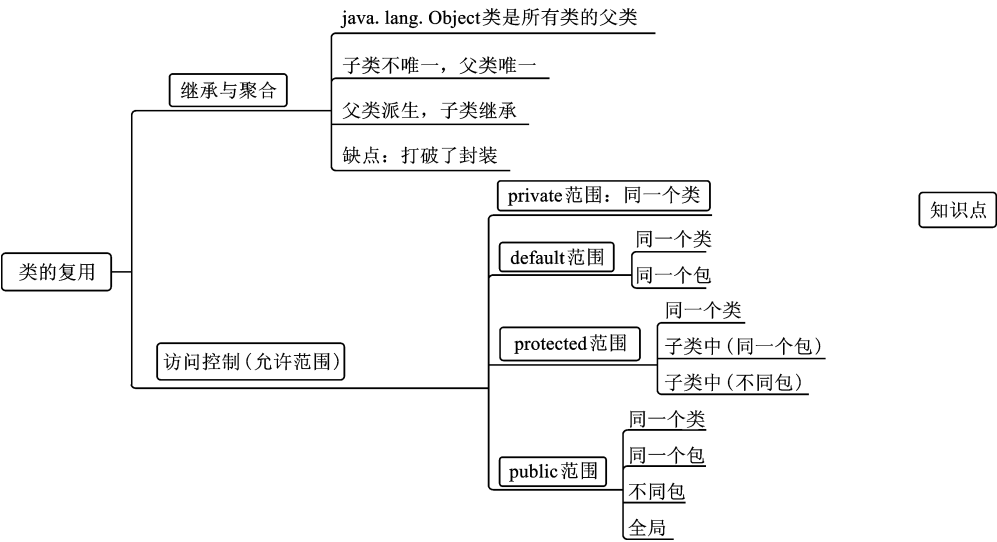 java.lang.Object类是所有类的父类
子类不唯一，父类唯一
继承与聚合
父类派生，子类继承
缺点：打破了封装
private范围：同一个类
知识点
同一个类
default范围
同一个包
类的复用
同一个类
protected范围
子类中(同一个包)
访问控制(允许范围)
子类中(不同包)
同一个类
同一个包
public范围
不同包
全局